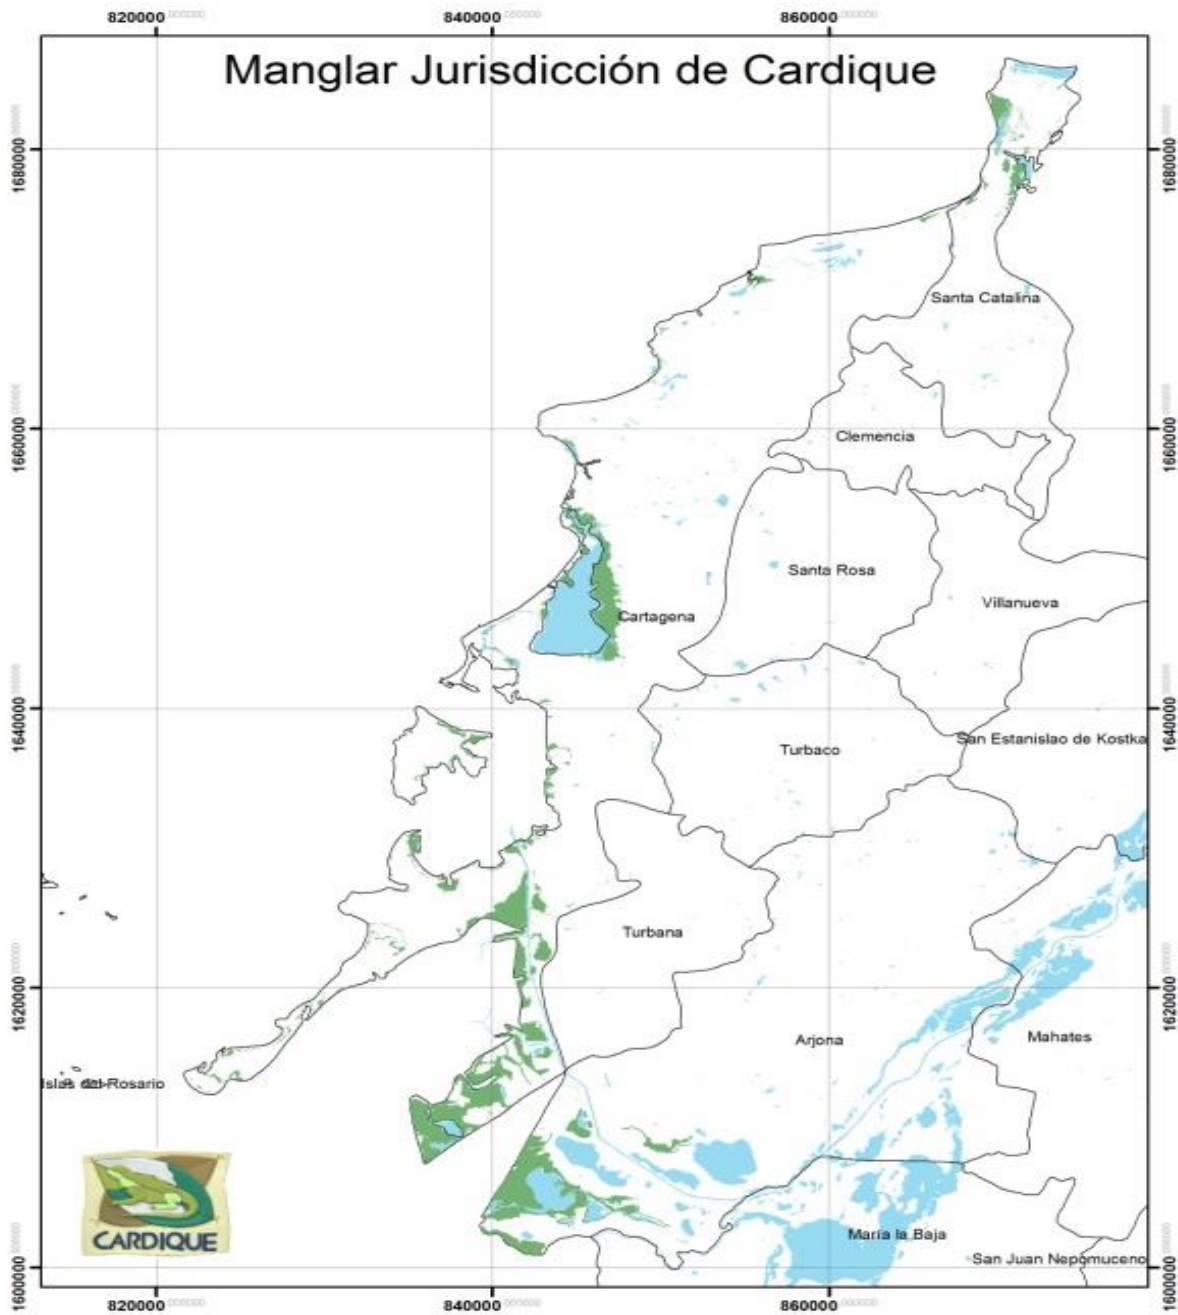 820000 840000 860000
Manglar Jurisdicción de Cardique
1680000 1680000
Santa Catalina
1660000 1660000
Clemencia
Santa Rosa
Villanueva
Cartagena
1640000 1640000
San Estanislao de Kostka
Turbaco
Turbana
1620000 1620000
Arjona
Mahates
Islas del Rosario
CARDIQUE
María la Baja
San Juan Nepomuceno
1600000 1600000
820000 840000 860000